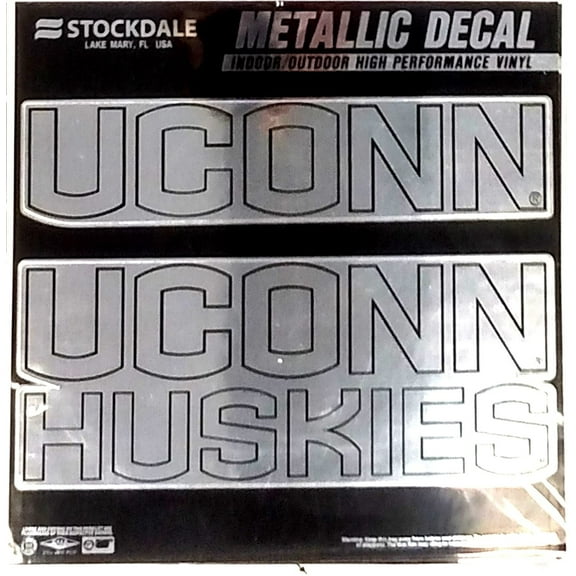 STOCKDALE
LAKE MARY, FL USA
METALLIC DECAL
INDOOR/OUTDOOR HIGH PERFORMANCE VINYL
UCONN
®
UCONN
HUSKIES